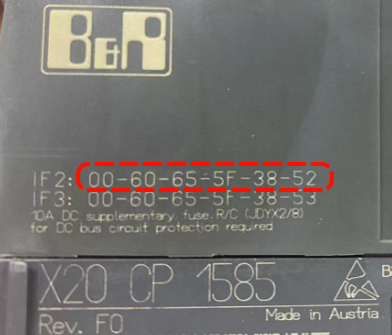 B&R
IF2: 00-60-65-5F-38-52
IF3: 00-60-65-5F-38-53
10A DC supplementary fuse R/C (JDYX2/8)
for DC bus circuit protection required
X20 CP 1585
Made in Austria
Rev. F0